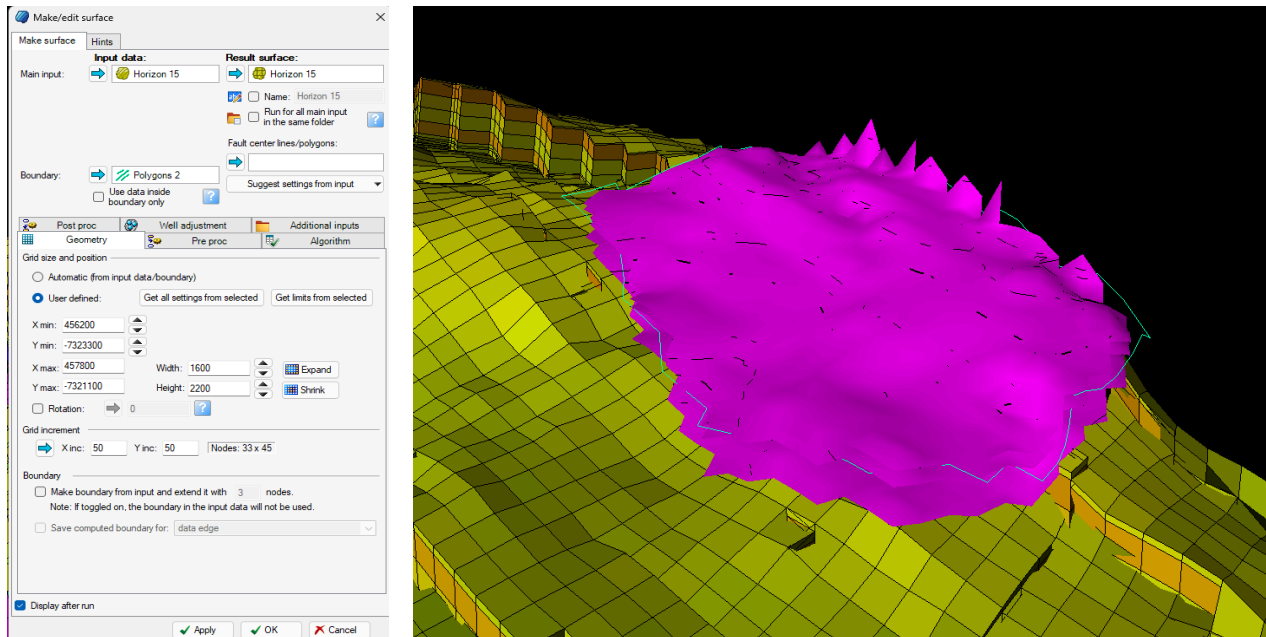 Make/edit surface
Make surface Hints
Input data: Result surface:
Main input: Horizon 15 Horizon 15
Name: Horizon 15
Run for all main input
in the same folder
Fault center lines/polygons:
Boundary: Polygons 2
Use data inside
boundary only
Suggest settings from input
Post proc Well adjustment Additional inputs
Geometry Pre proc Algorithm
Grid size and position
Automatic (from input data/boundary)
User defined: Get all settings from selected Get limits from selected
X min: 456200
Y min: -7323300
X max: 457800 Width: 1600 Expand
Y max: -7321100 Height: 2200 Shrink
Rotation: 0
Grid increment
X inc: 50 Y inc: 50 Nodes: 33 x 45
Boundary
Make boundary from input and extend it with 3 nodes.
Note: If toggled on, the boundary in the input data will not be used.
Save computed boundary for: data edge
Display after run
Apply OK Cancel